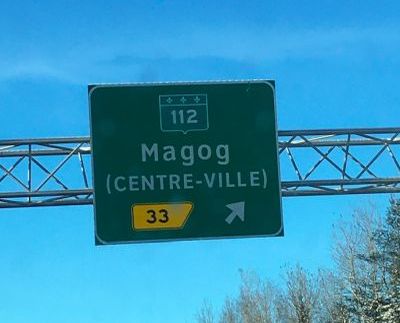 112
Magog
(CENTRE-VILLE)
33